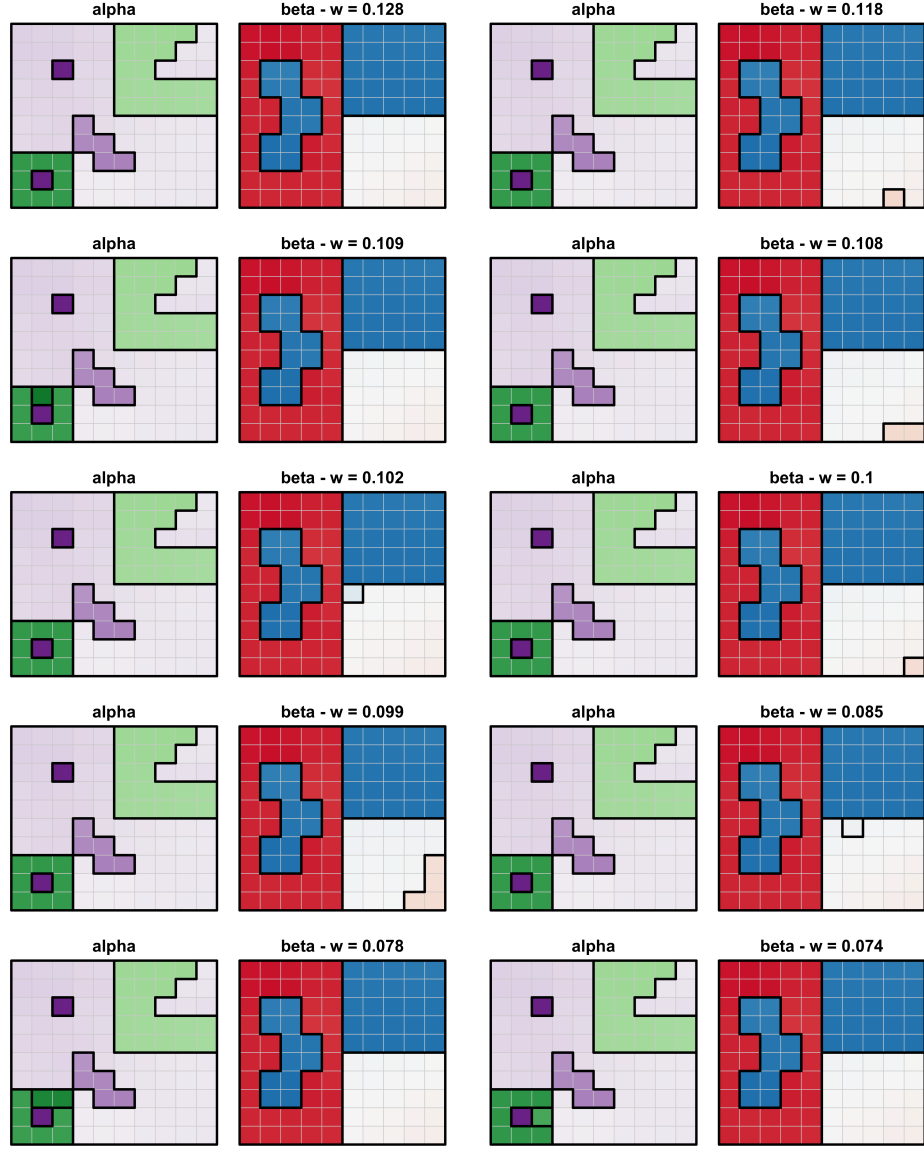 alpha beta - w = 0.128 alpha beta - w = 0.118
alpha beta - w = 0.109 alpha beta - w = 0.108
alpha beta - w = 0.102 alpha beta - w = 0.1
alpha beta - w = 0.099 alpha beta - w = 0.085
alpha beta - w = 0.078 alpha beta - w = 0.074